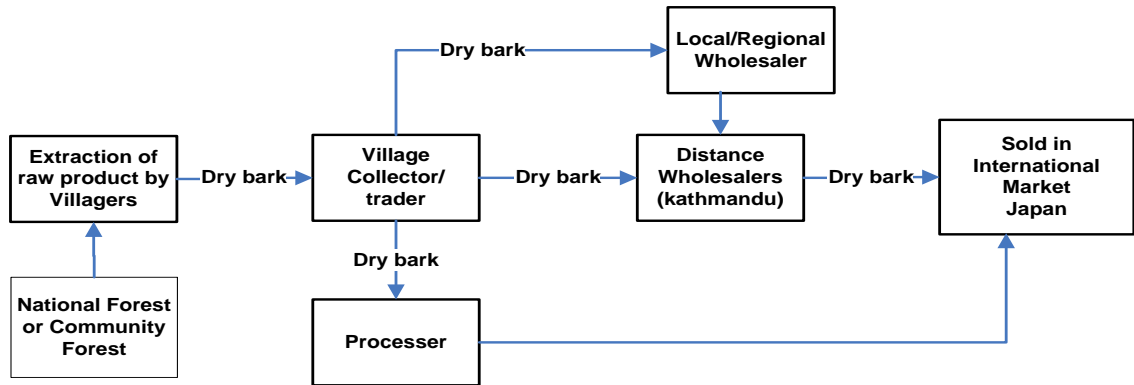 Dry bark
Local/Regional
Wholesaler
Extraction of
raw product by
Villagers
Dry bark
Village
Collector/
trader
Dry bark
Distance
Wholesalers
(kathmandu)
Dry bark
Sold in
International
Market
Japan
Dry bark
National Forest
or Community
Forest
Processer